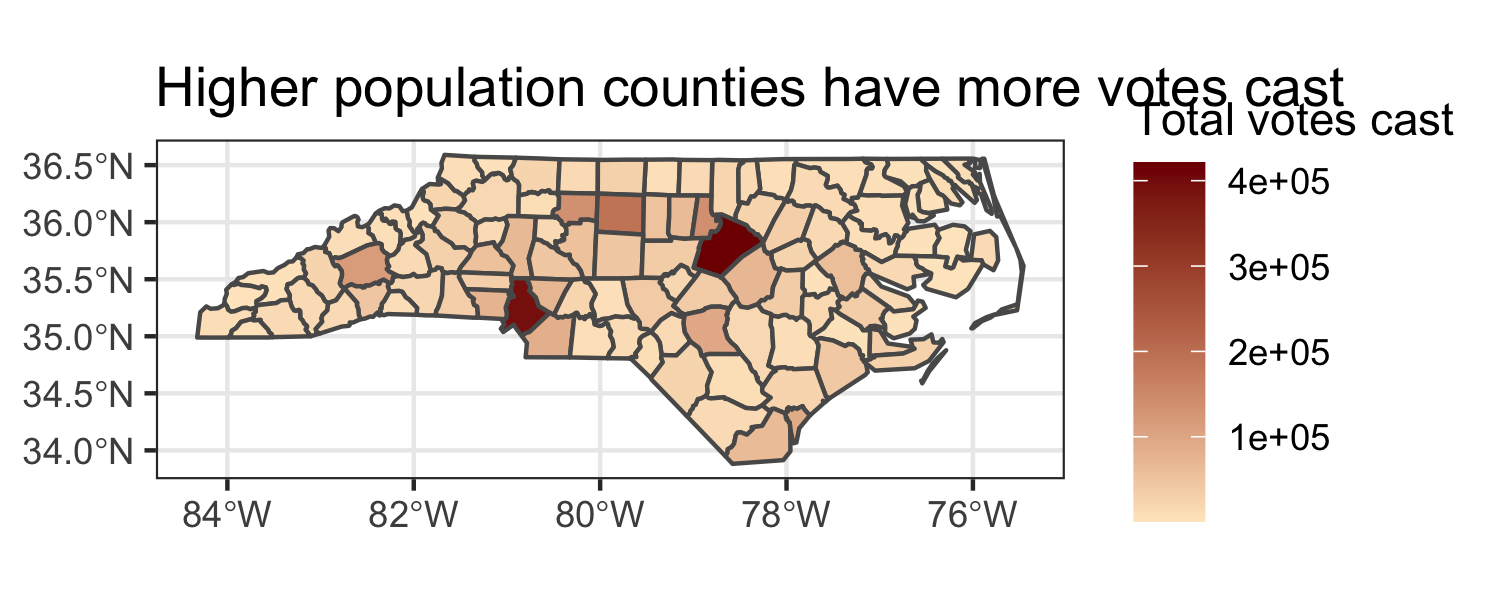 Higher population counties have more votes cast
Total votes cast
36.5°N
36.0°N
35.5°N
35.0°N
34.5°N
34.0°N
84°W 82°W 80°W 78°W 76°W
4e+05
3e+05
2e+05
1e+05